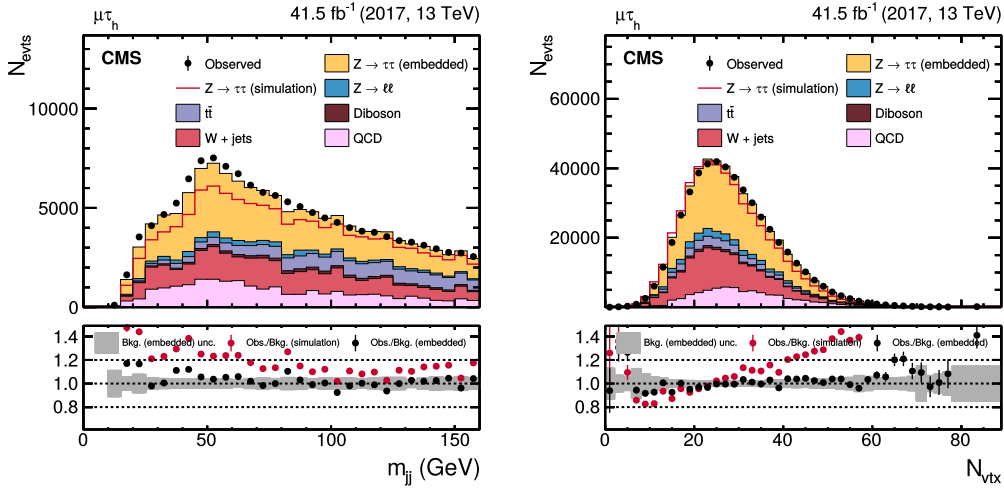 μτh 41.5 fb⁻¹ (2017, 13 TeV)
Nevts
CMS
Observed
Z → ττ (embedded)
Z → ττ (simulation)
Z → ℓℓ
tt̄
Diboson
W + jets
QCD
10000
5000
0
Bkg. (embedded) unc.
Obs./Bkg. (simulation)
Obs./Bkg. (embedded)
1.4
1.2
1.0
0.8
0 50 100 150
mjj (GeV)
μτh 41.5 fb⁻¹ (2017, 13 TeV)
Nevts
CMS
Observed
Z → ττ (embedded)
Z → ττ (simulation)
Z → ℓℓ
tt̄
Diboson
W + jets
QCD
60000
40000
20000
0
Bkg. (embedded) unc.
Obs./Bkg. (simulation)
Obs./Bkg. (embedded)
1.4
1.2
1.0
0.8
0 20 40 60 80
Nvtx